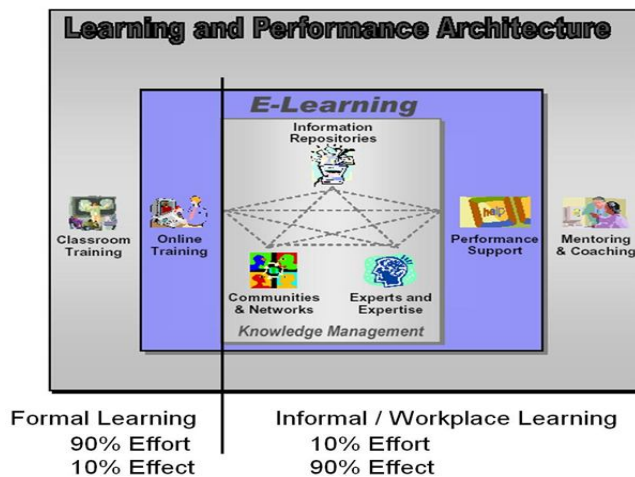 Learning and Performance Architecture
E-Learning
Information
Repositories
Classroom
Training
Online
Training
help
Performance
Support
Mentoring
& Coaching
Communities
& Networks
Experts and
Expertise
Knowledge Management
Formal Learning
90% Effort
10% Effect
Informal / Workplace Learning
10% Effort
90% Effect